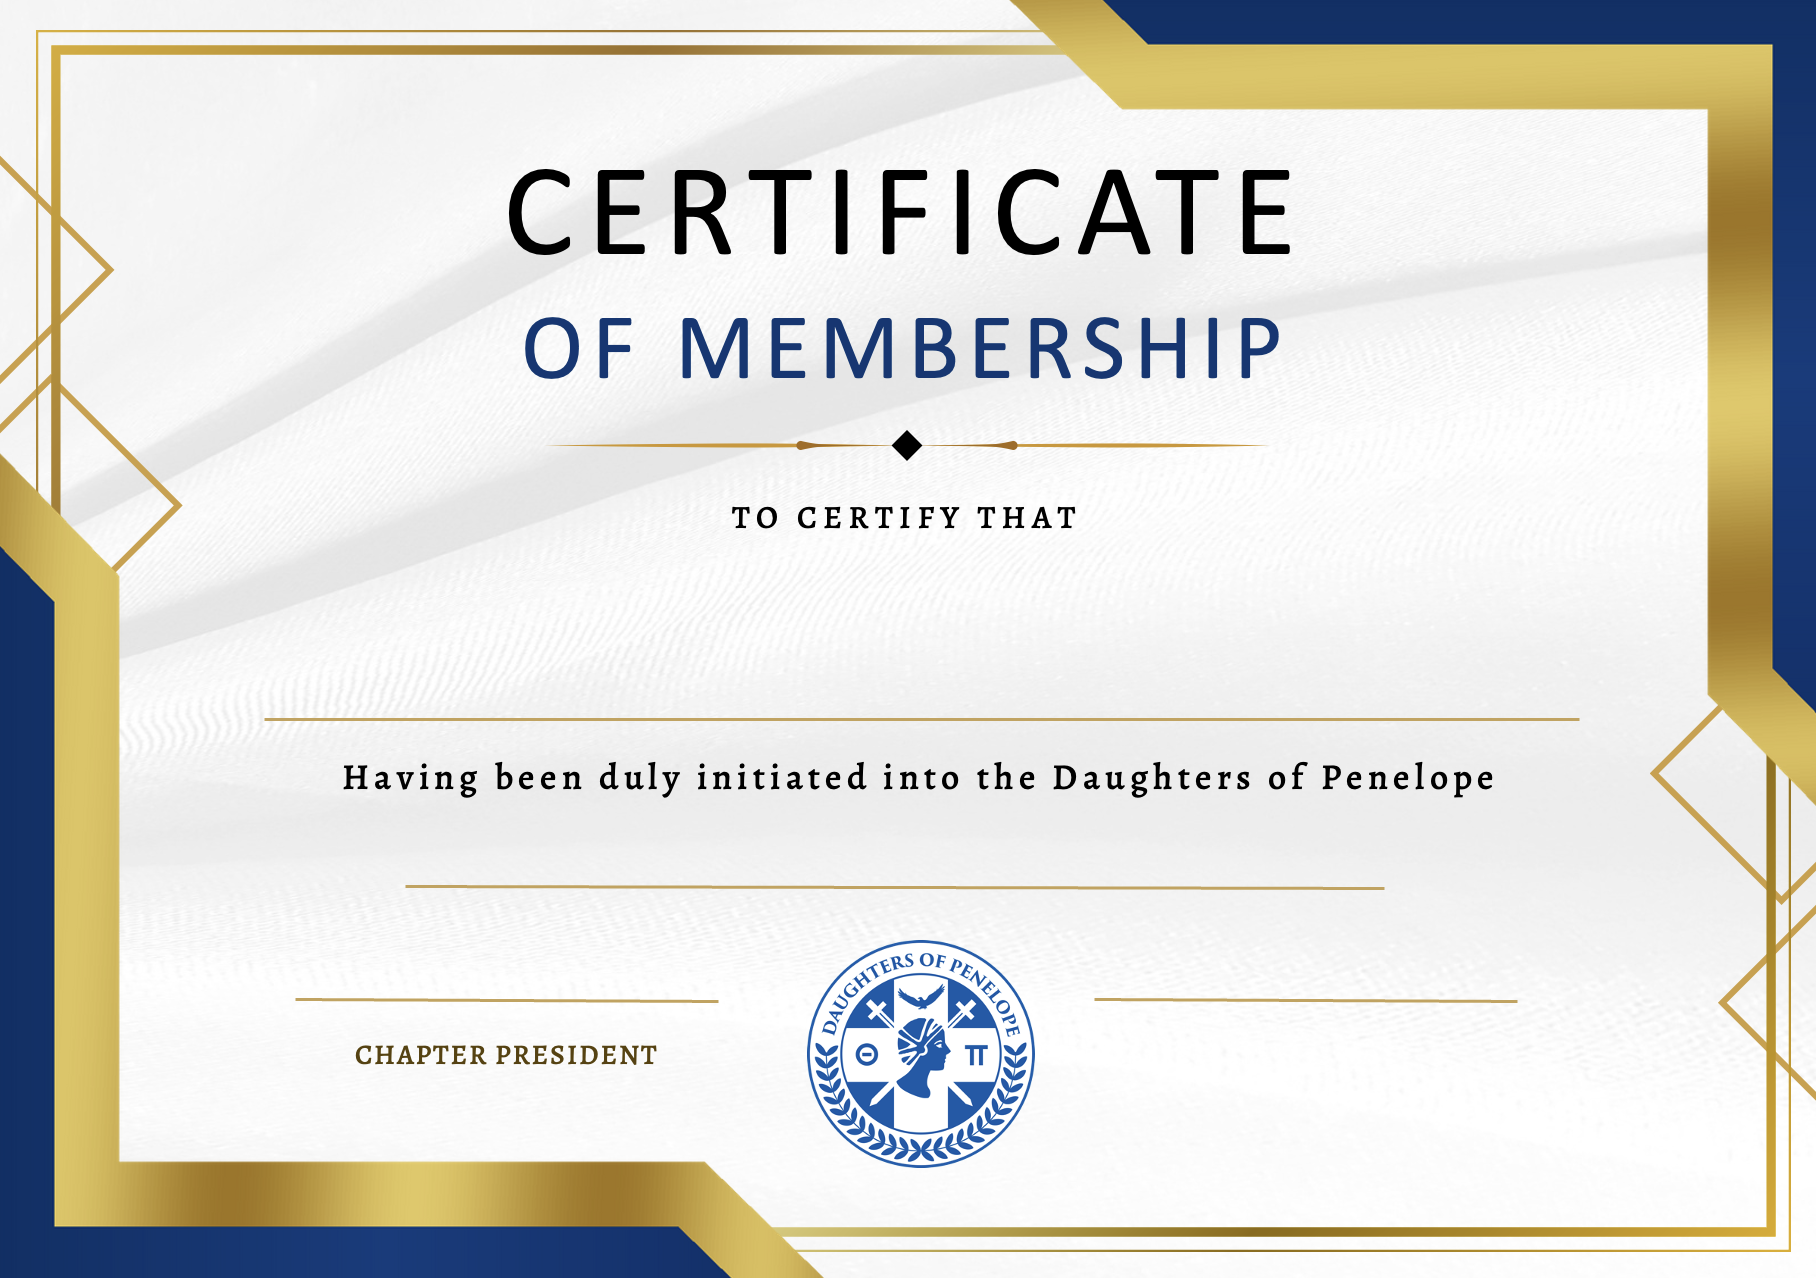 CERTIFICATE
OF MEMBERSHIP
TO CERTIFY THAT
Having been duly initiated into the Daughters of Penelope
DAUGHTERS OF PENELOPE
Θ π
CHAPTER PRESIDENT